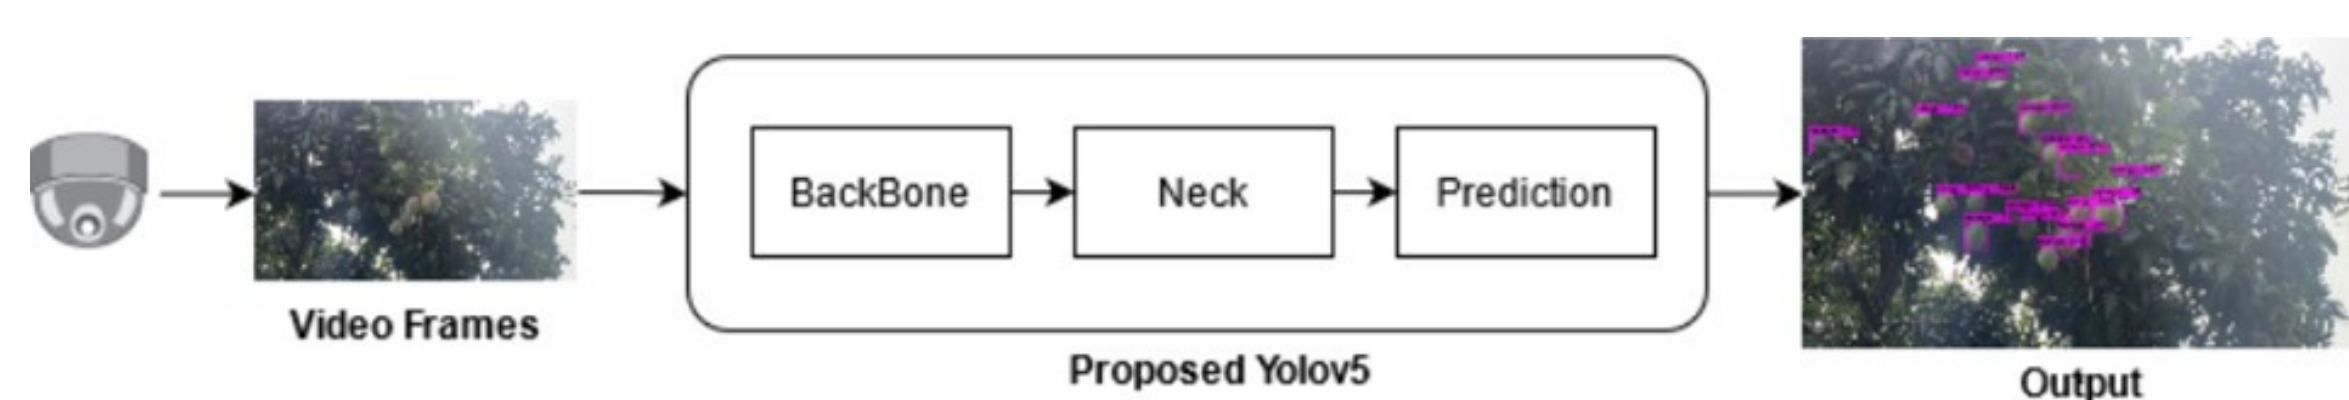 BackBone
Neck
Prediction
Video Frames
Proposed Yolov5
Output